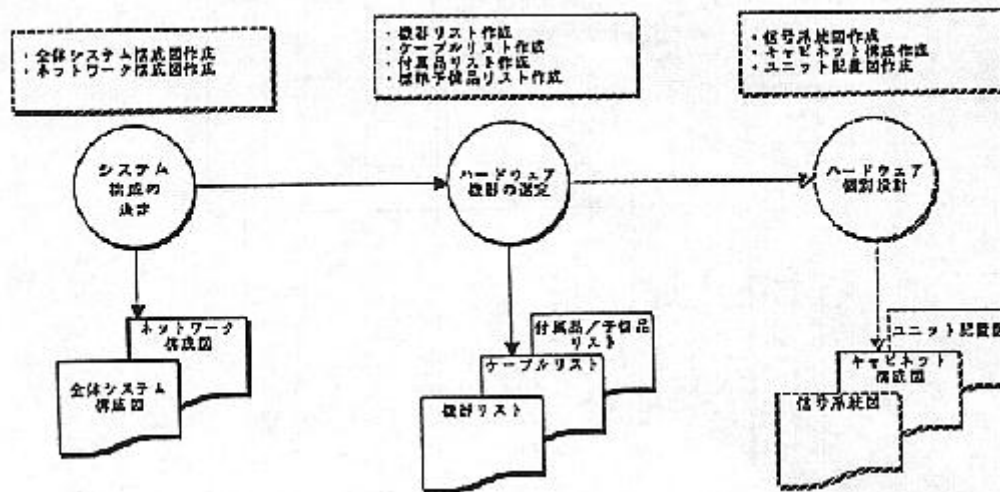 ・全体システム構成図作成
・ネットワーク構成図作成
・機器リスト作成
・ケーブルリスト作成
・付属品リスト作成
・標準予備品リスト作成
・信号系統図作成
・キャビネット構成作成
・ユニット配置図作成
システム
構成の
決定
ハードウェア
機器の選定
ハードウェア
個別設計
ネットワーク
構成図
全体システム
構成図
付属品/予備品
リスト
ケーブルリスト
機器リスト
ユニット配置図
キャビネット
構成図
信号系統図